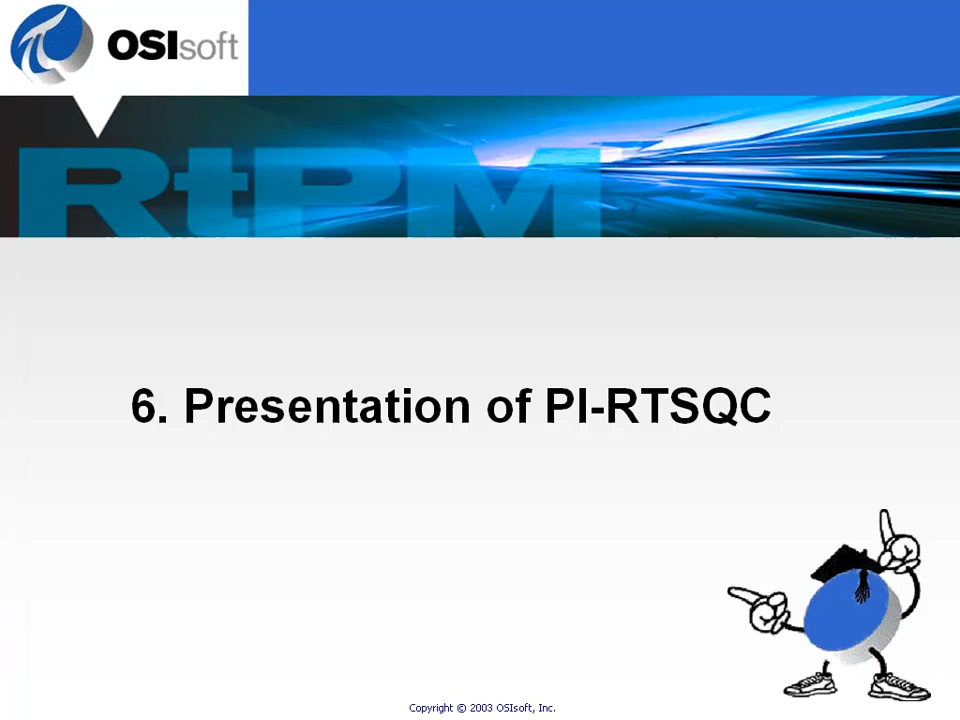 OSIsoft
RtPM
6. Presentation of PI-RTSQC
Copyright © 2003 OSIsoft, Inc.